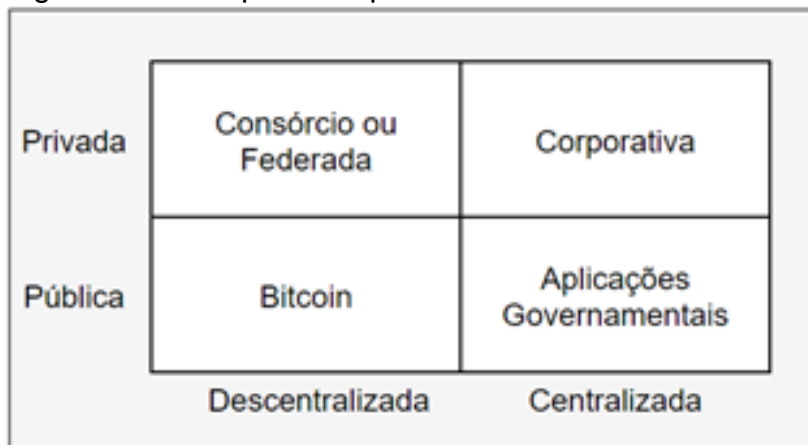 Privada
Consórcio ou
Federada
Corporativa
Pública
Bitcoin
Aplicações
Governamentais
Descentralizada
Centralizada